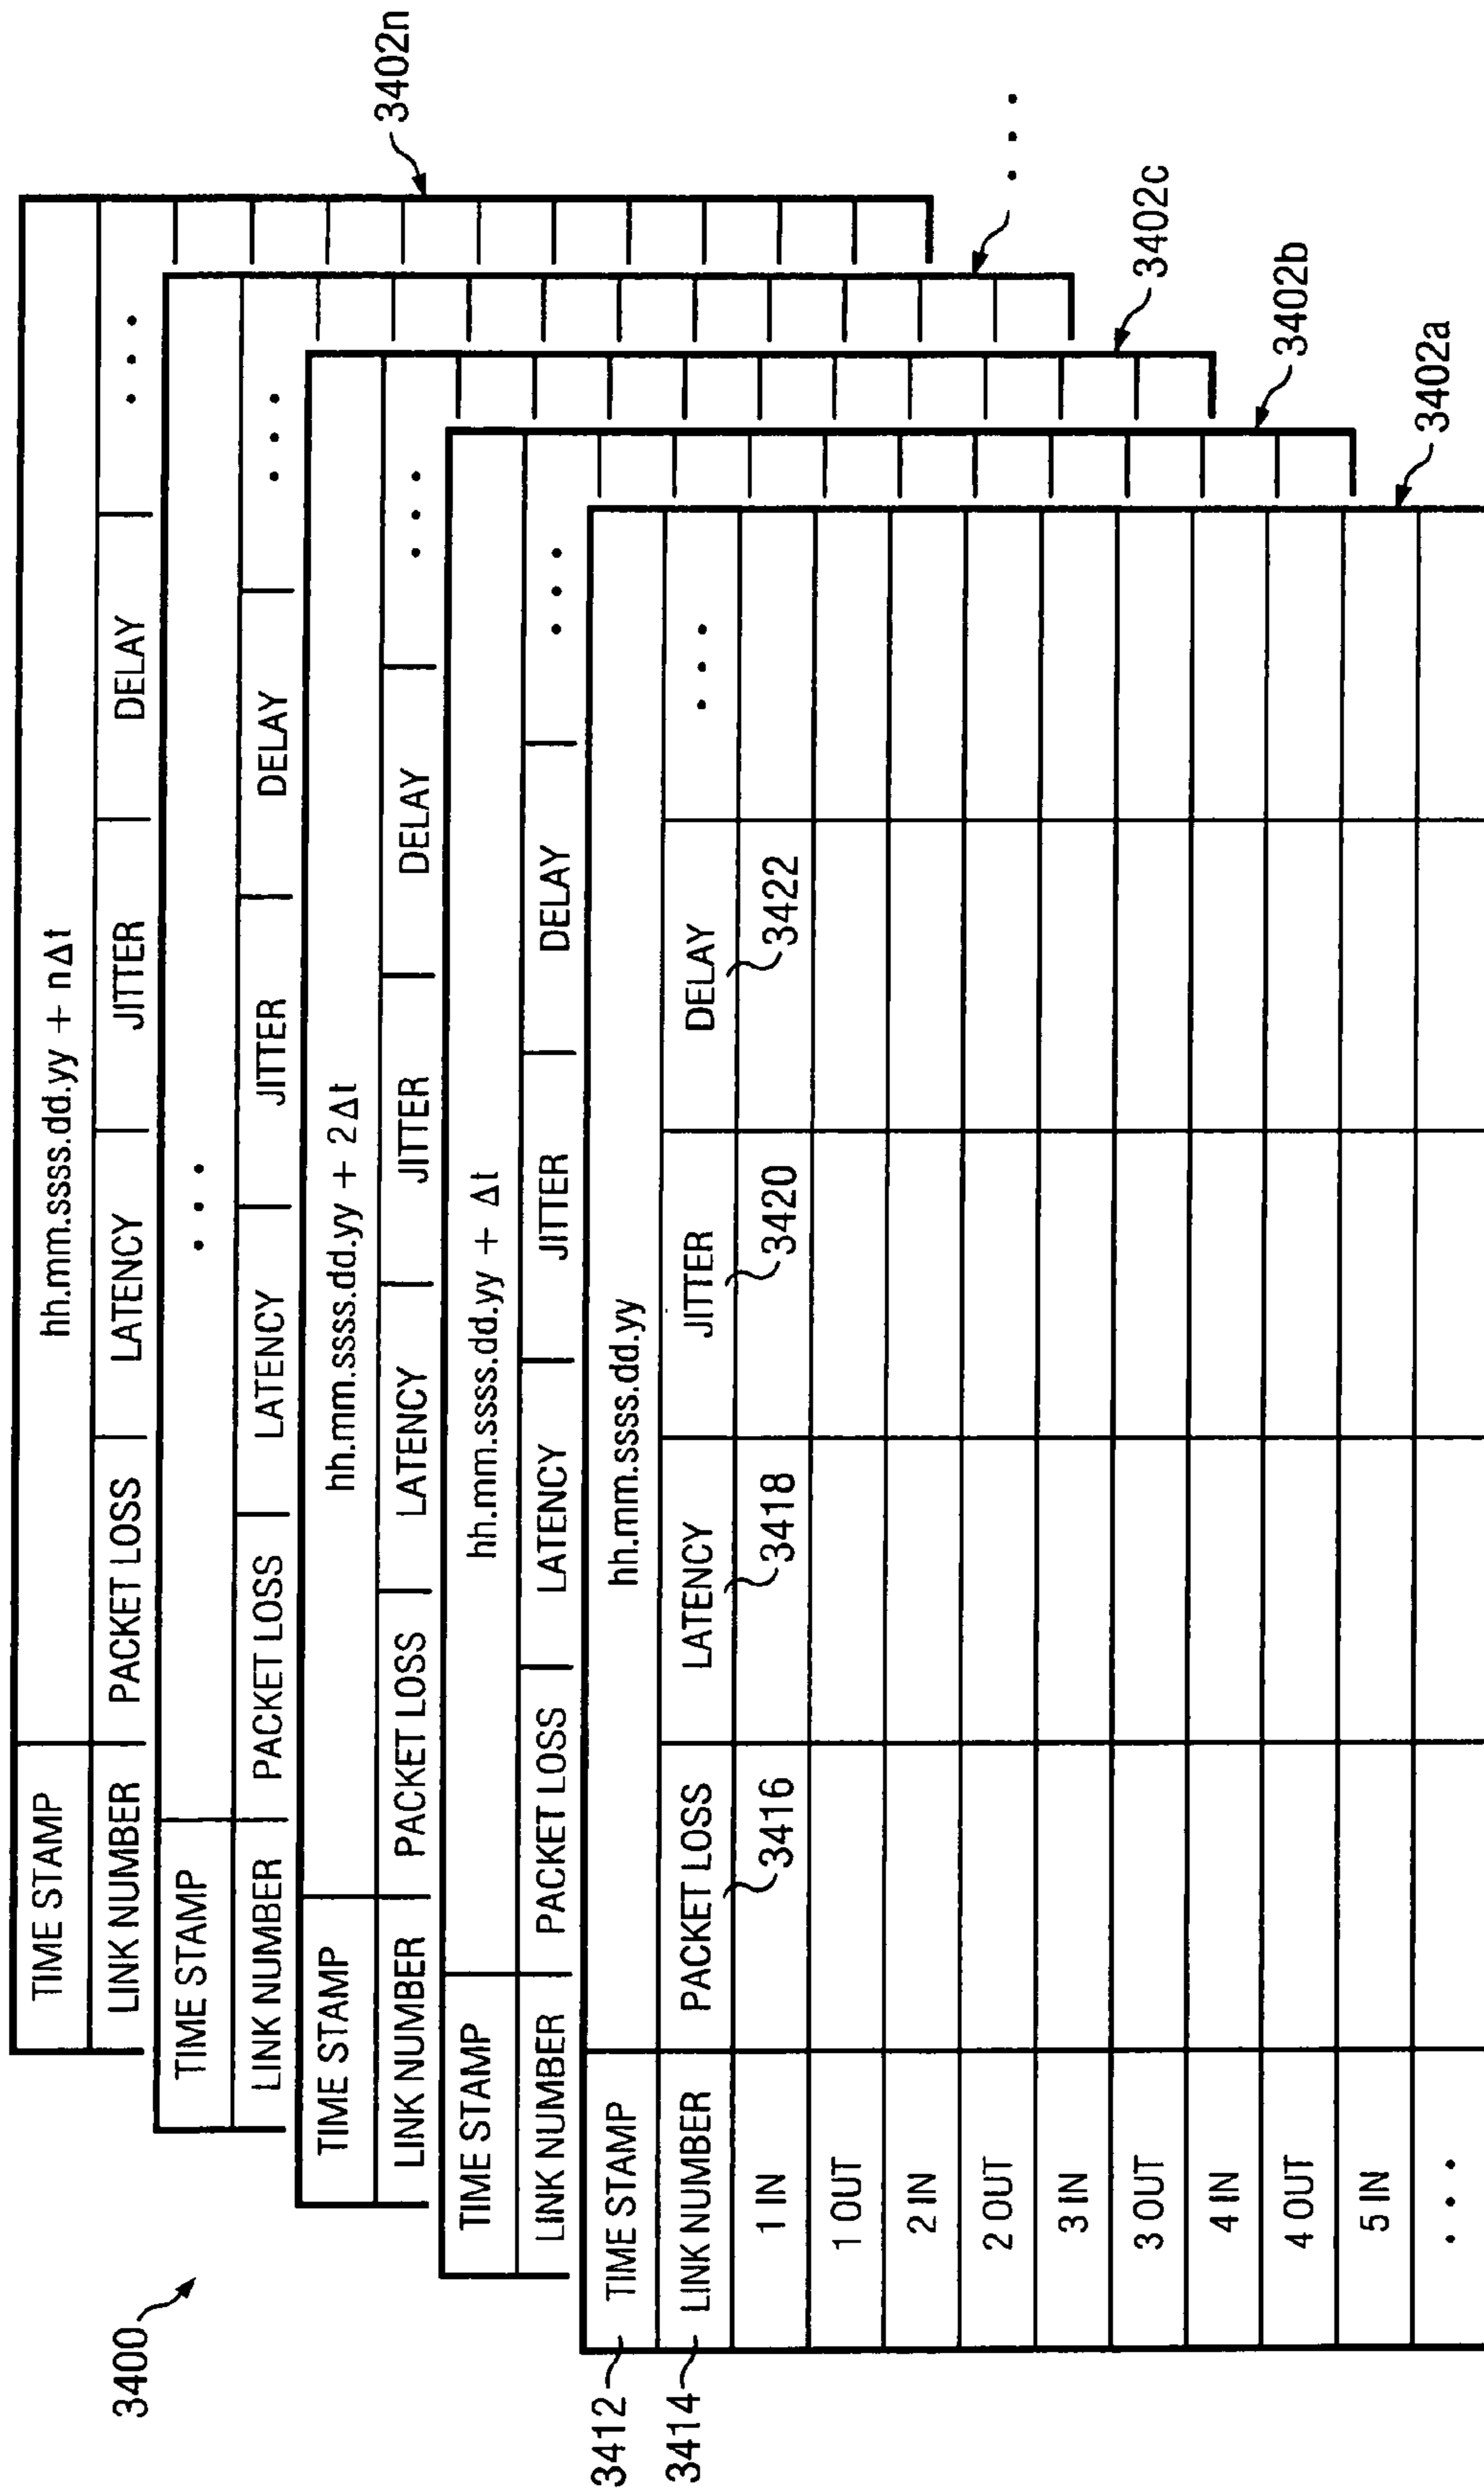 3400
TIME STAMP hh.mm.ssss.dd.yy + nΔt
LINK NUMBER PACKET LOSS LATENCY JITTER DELAY ...
3402n
TIME STAMP ...
LINK NUMBER PACKET LOSS LATENCY JITTER DELAY ...
...
TIME STAMP hh.mm.ssss.dd.yy + 2Δt
LINK NUMBER PACKET LOSS LATENCY JITTER DELAY ...
3402c
TIME STAMP hh.mm.ssss.dd.yy + Δt
LINK NUMBER PACKET LOSS LATENCY JITTER DELAY ...
3402b
3412 TIME STAMP hh.mm.ssss.dd.yy
3414 LINK NUMBER PACKET LOSS LATENCY JITTER DELAY ...
1 IN 3416 3418 3420 3422
1 OUT
2 IN
2 OUT
3 IN
3 OUT
4 IN
4 OUT
5 IN
3402a
...